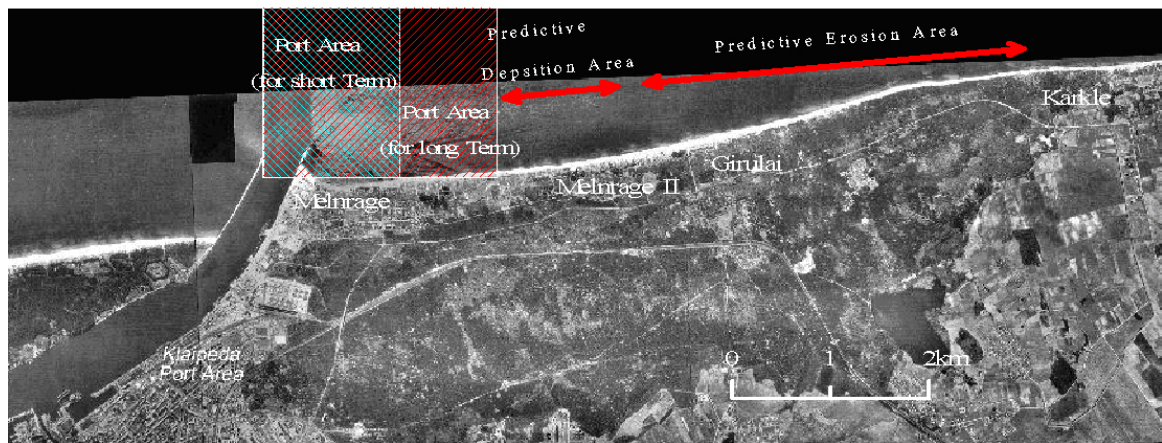 Port Area
(for short Term)
Port Area
(for long Term)
Predictive
Depsition Area
Predictive Erosion Area
Karkle
Girulai
Melnrage II
Melnrage
Klaipeda
Port Area
0 1 2km